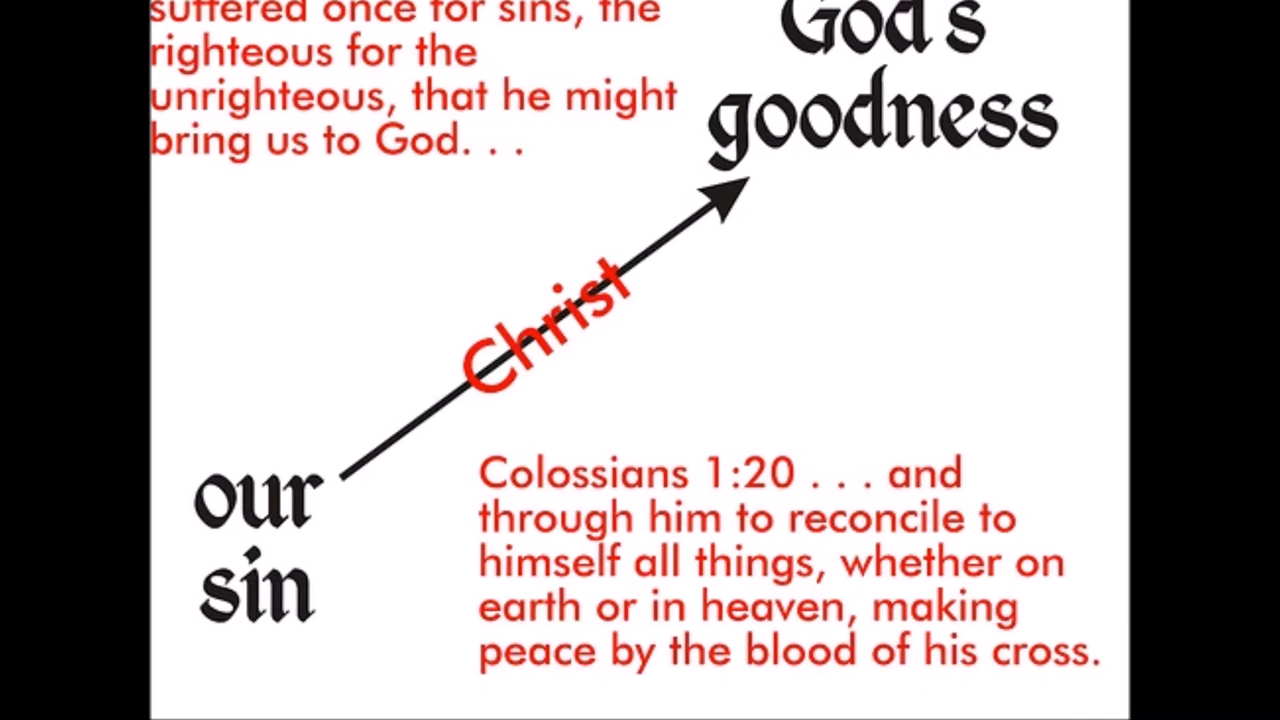 suffered once for sins, the
righteous for the
unrighteous, that he might
bring us to God. . .
God's
goodness
Christ
our
sin
Colossians 1:20 . . . and
through him to reconcile to
himself all things, whether on
earth or in heaven, making
peace by the blood of his cross.